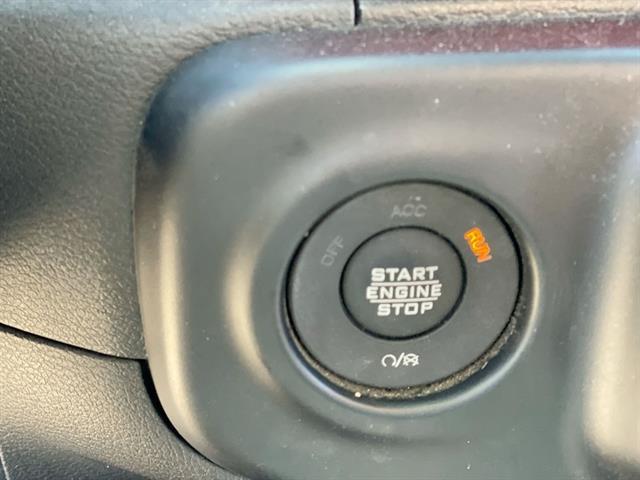 ACC
OFF
RUN
START
ENGINE
STOP